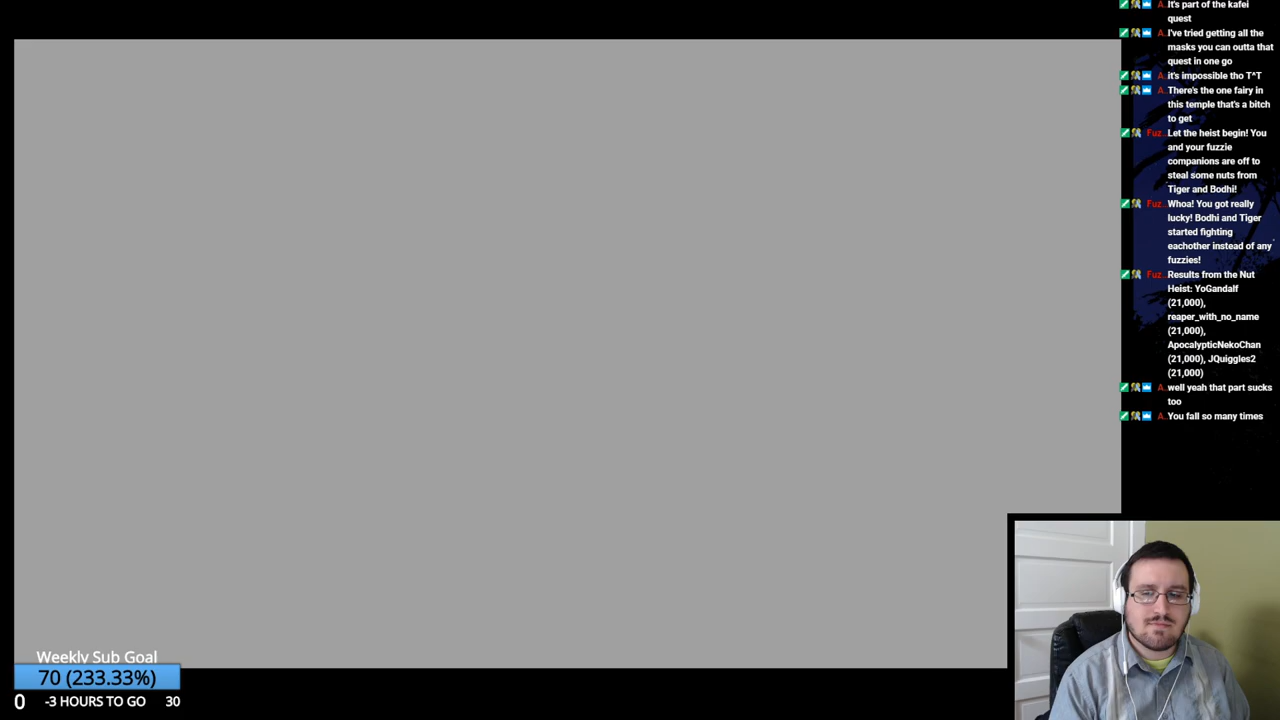 A. It's part of the kafei
quest
A. I've tried getting all the
masks you can outta that
quest in one go
A. it's impossible tho T^T
A. There's the one fairy in
this temple that's a bitch
to get
Fuz... Let the heist begin! You
and your fuzzie
companions are off to
steal some nuts from
Tiger and Bodhi!
Fuz... Whoa! You got really
lucky! Bodhi and Tiger
started fighting
eachother instead of any
fuzzies!
Fuz... Results from the Nut
Heist: YoGandalf
(21,000),
reaper_with_no_name
(21,000),
ApocalypticNekoChan
(21,000), JQuiggles2
(21,000)
A. well yeah that part sucks
too
A. You fall so many times
Weekly Sub Goal
70 (233.33%)
0 -3 HOURS TO GO 30